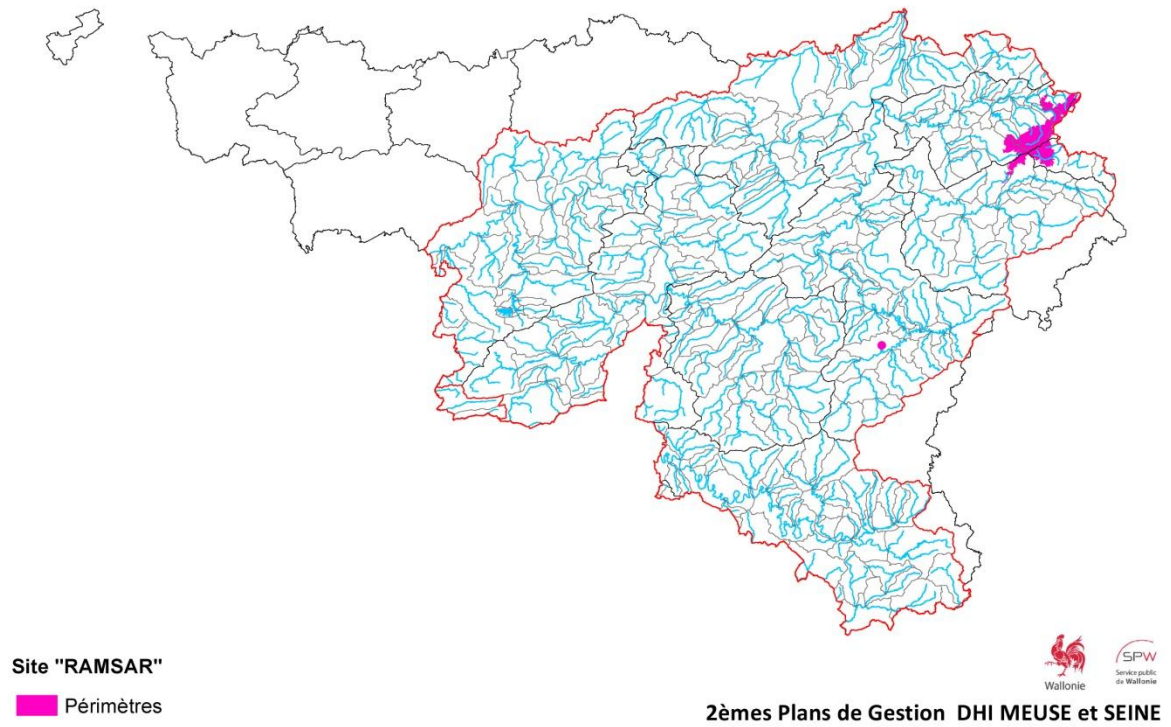 Site "RAMSAR"
Périmètres
Wallonie
SPW
Service public
de Wallonie
2èmes Plans de Gestion DHI MEUSE et SEINE